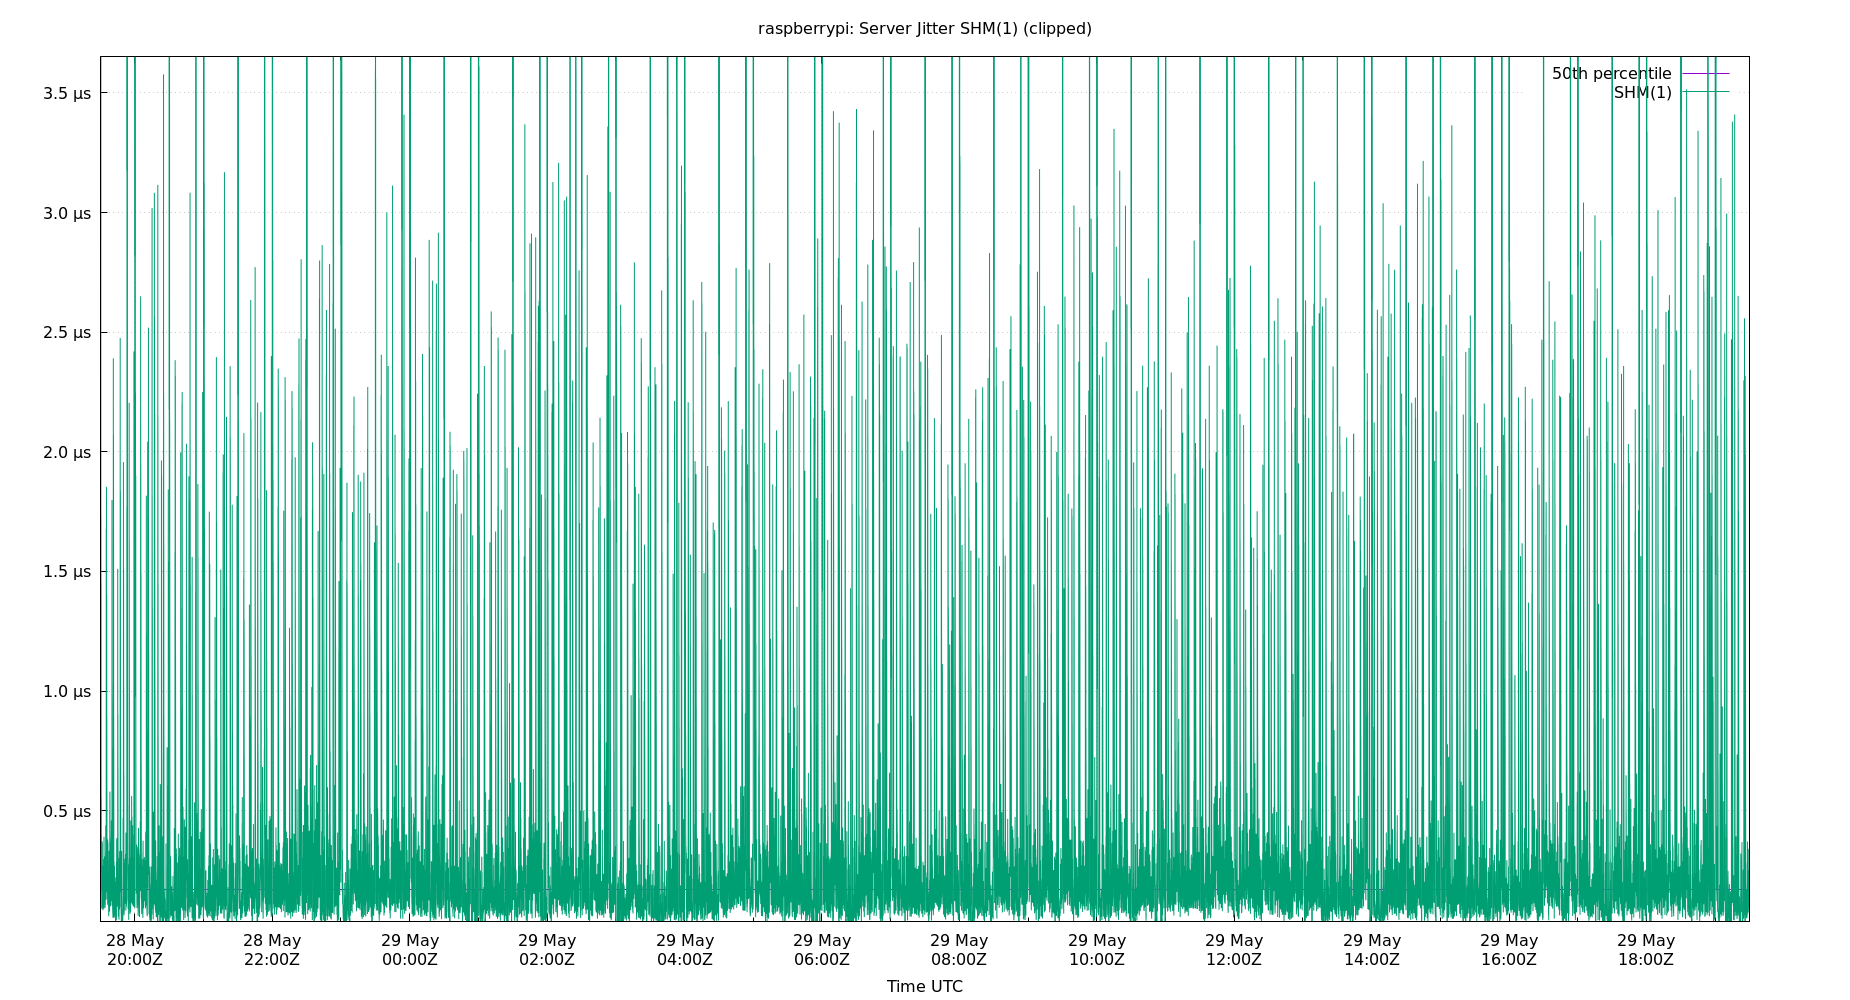 raspberrypi: Server Jitter SHM(1) (clipped)
50th percentile
SHM(1)
3.5 µs
3.0 µs
2.5 µs
2.0 µs
1.5 µs
1.0 µs
0.5 µs
28 May 28 May 29 May 29 May 29 May 29 May 29 May 29 May 29 May 29 May 29 May 29 May
20:00Z 22:00Z 00:00Z 02:00Z 04:00Z 06:00Z 08:00Z 10:00Z 12:00Z 14:00Z 16:00Z 18:00Z
Time UTC